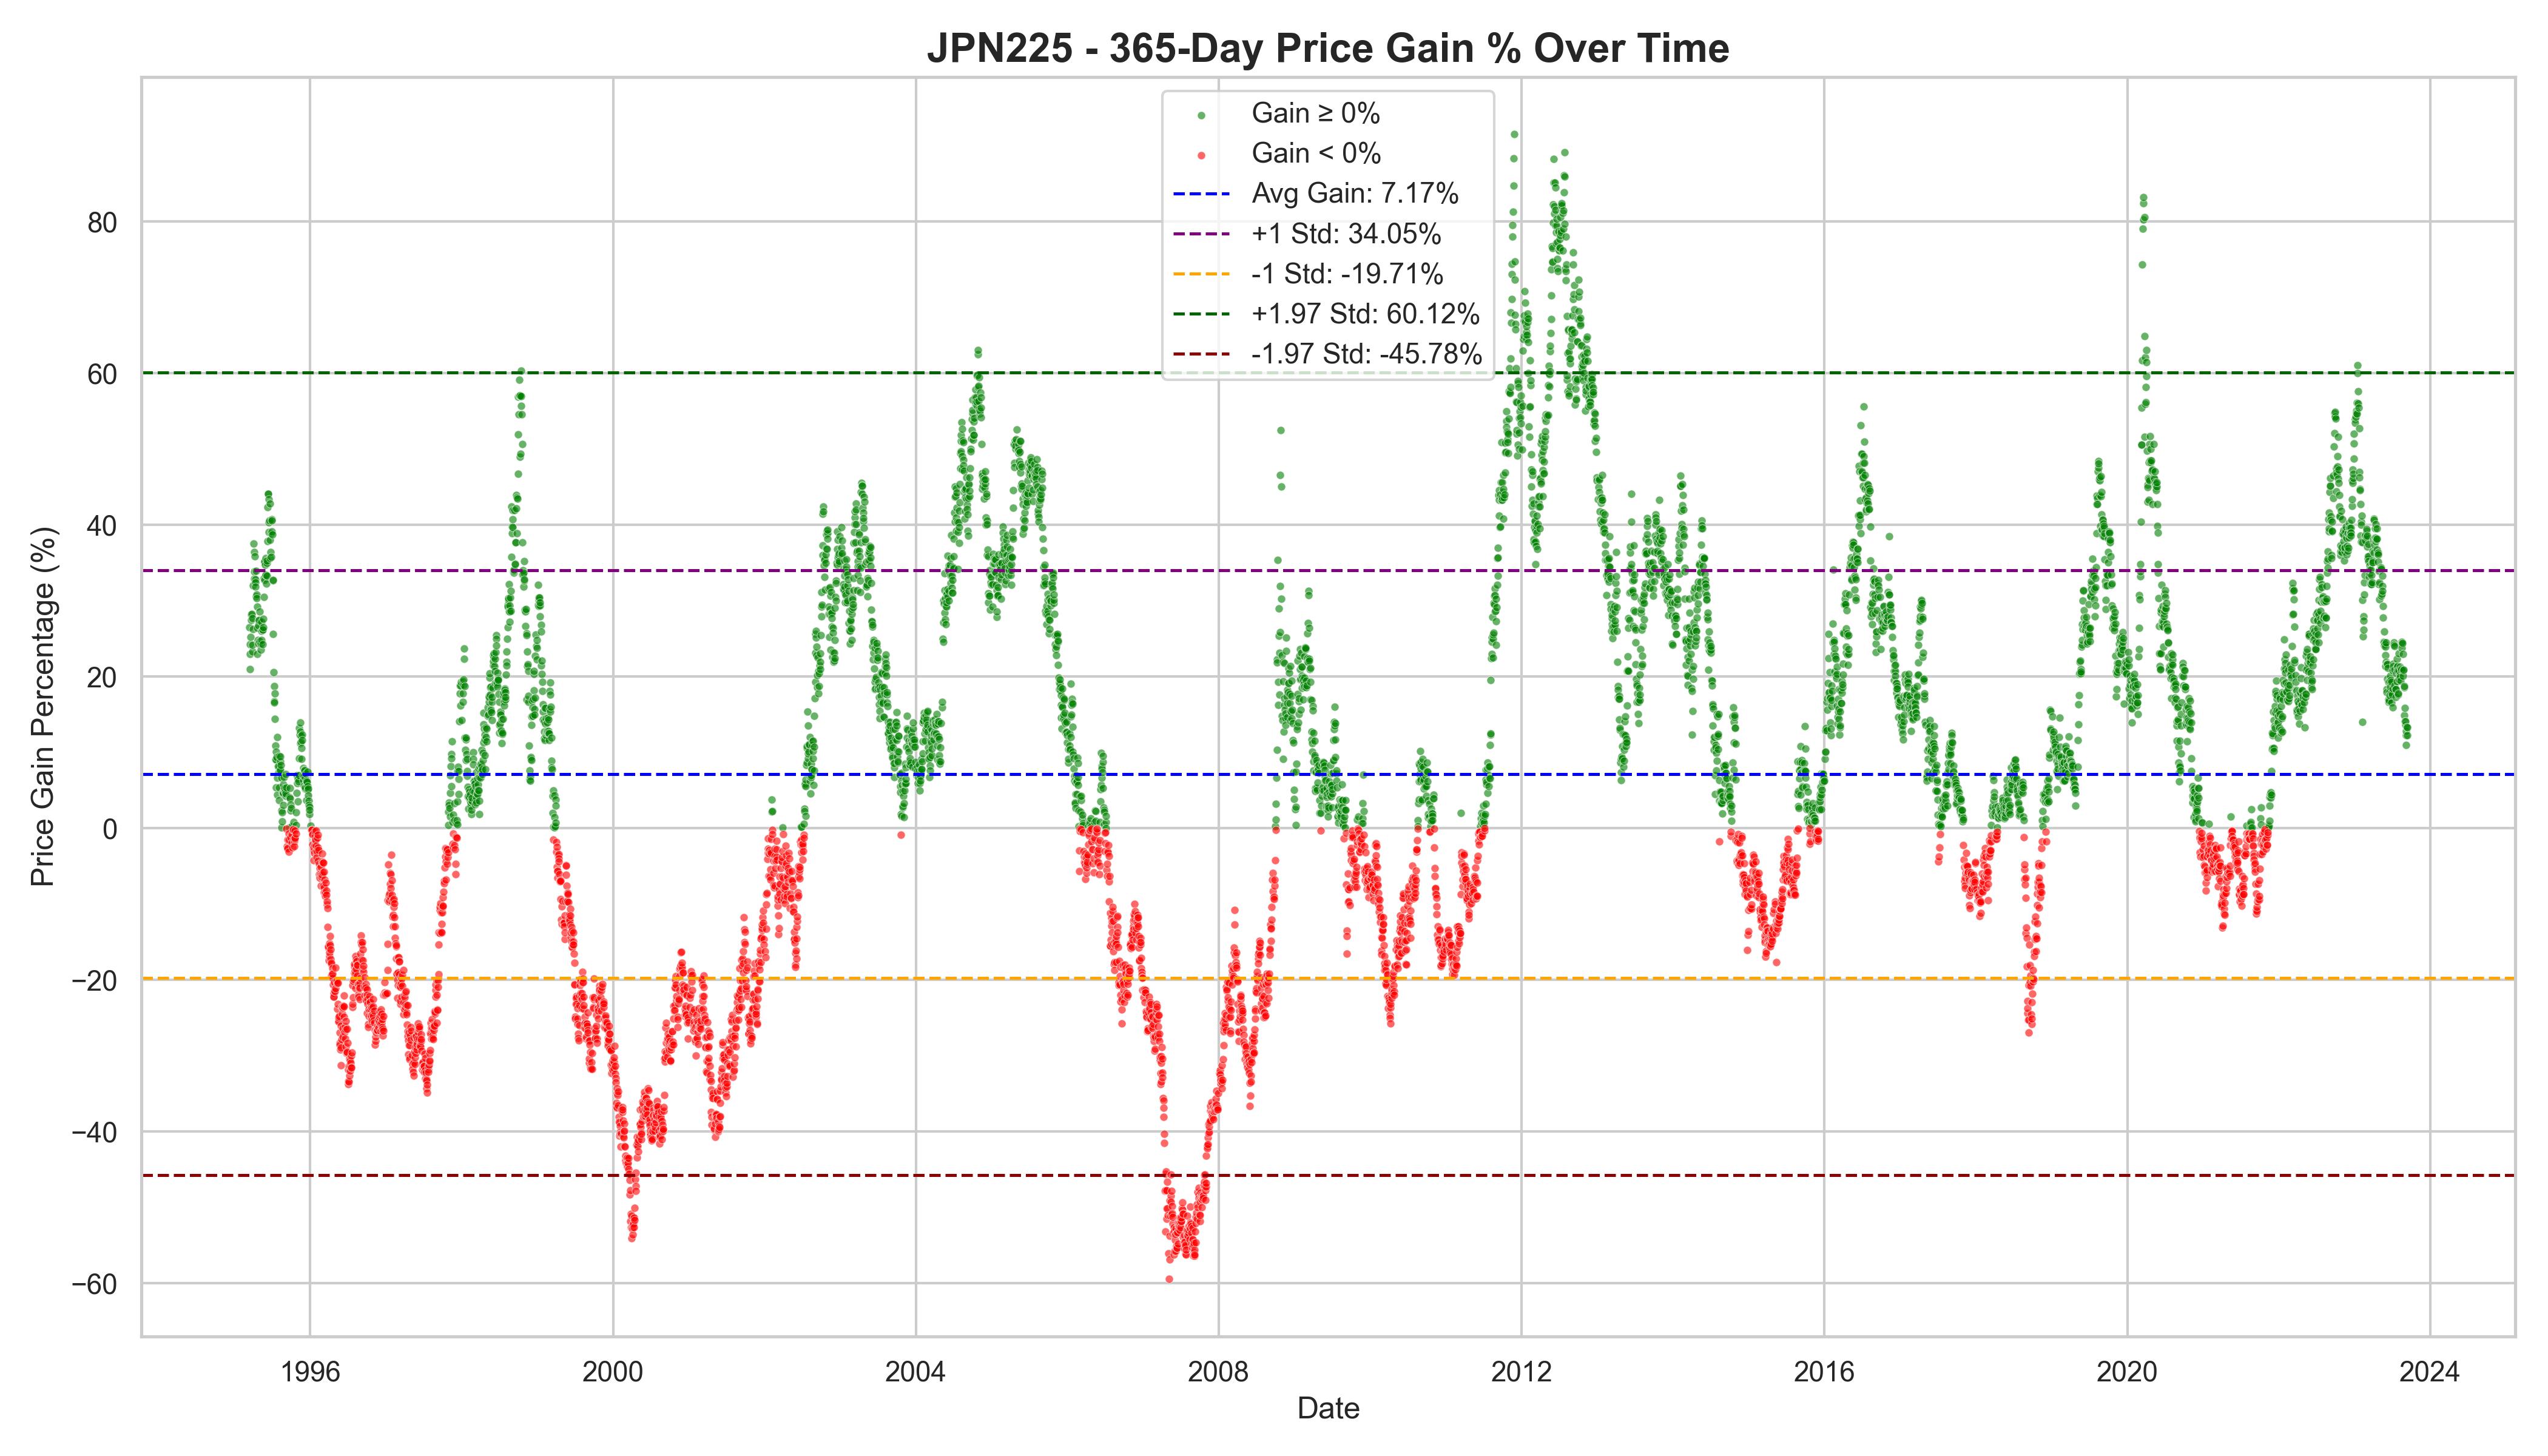 JPN225 - 365-Day Price Gain % Over Time
Gain ≥ 0%
Gain < 0%
Avg Gain: 7.17%
+1 Std: 34.05%
-1 Std: -19.71%
+1.97 Std: 60.12%
-1.97 Std: -45.78%
Price Gain Percentage (%)
80
60
40
20
0
−20
−40
−60
1996 2000 2004 2008 2012 2016 2020 2024
Date